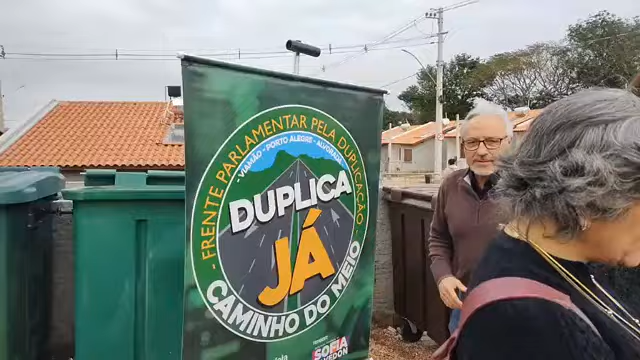 - FRENTE PARLAMENTAR PELA DUPLICAÇÃO -
- VIAMÃO - PORTO ALEGRE - ALVORADA -
DUPLICA
JÁ
CAMINHO DO MEIO
SOFIA